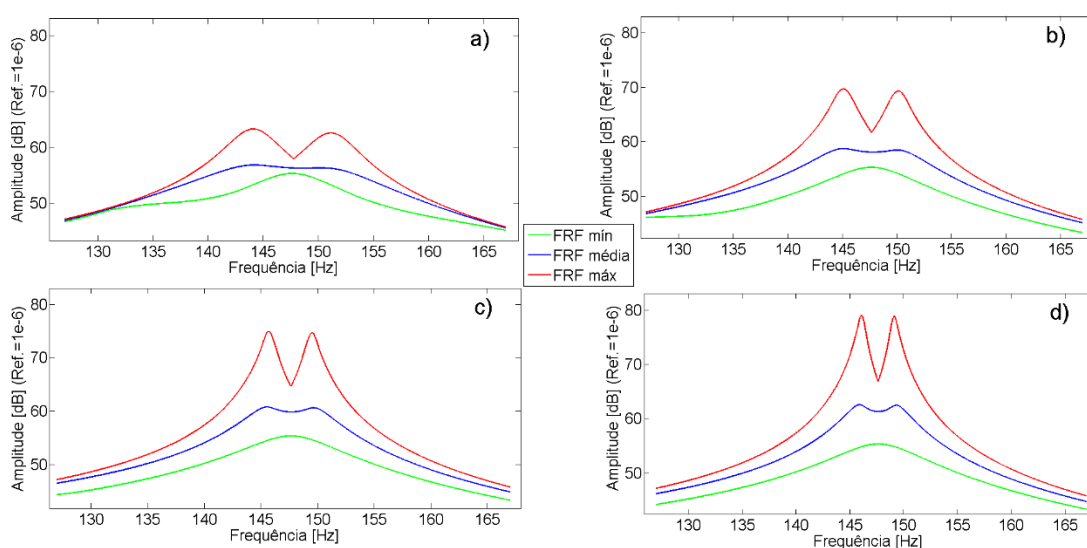 a)
Amplitude [dB] (Ref.=1e-6)
80
70
60
50
130 135 140 145 150 155 160 165
Frequência [Hz]
b)
Amplitude [dB] (Ref.=1e-6)
80
70
60
50
130 135 140 145 150 155 160 165
Frequência [Hz]
FRF mín
FRF média
FRF máx
c)
Amplitude [dB] (Ref.=1e-6)
80
70
60
50
130 135 140 145 150 155 160 165
Frequência [Hz]
d)
Amplitude [dB] (Ref.=1e-6)
80
70
60
50
130 135 140 145 150 155 160 165
Frequência [Hz]